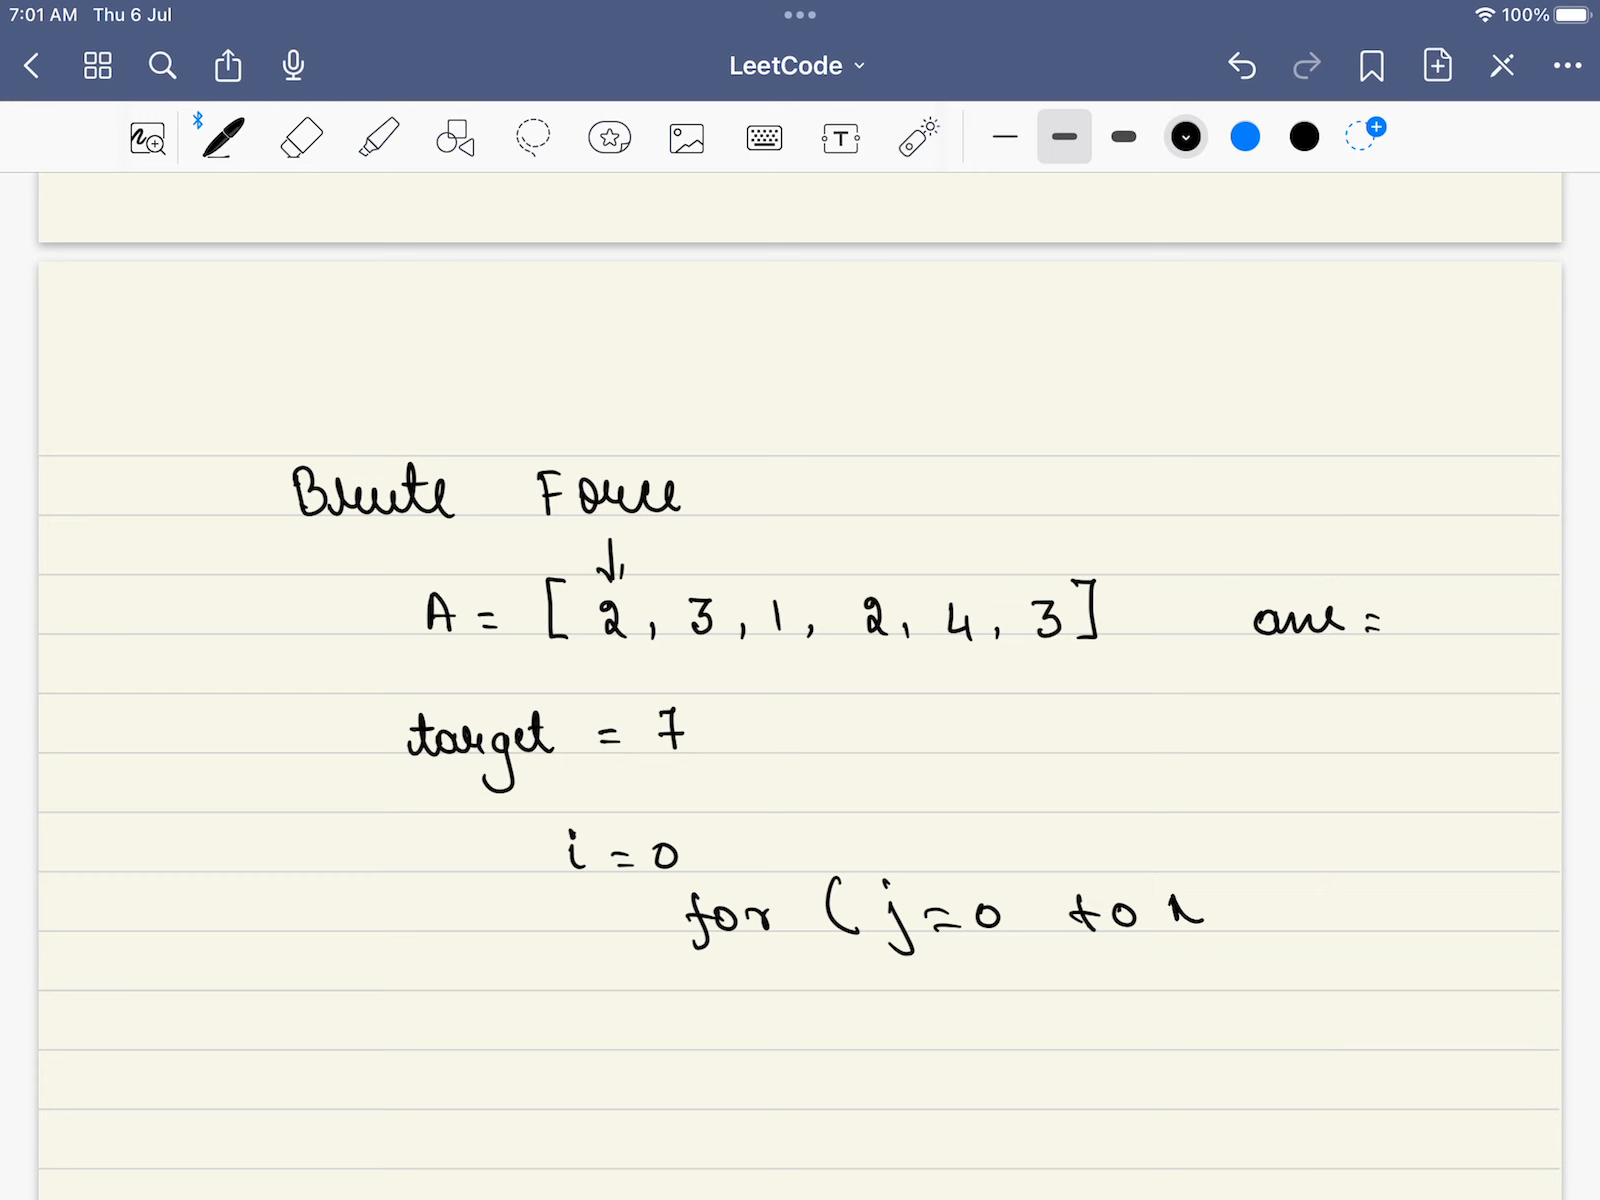 7:01 AM Thu 6 Jul
100%
LeetCode
T
Brute Force
A = [ 2, 3, 1, 2, 4, 3]
ans =
target = 7
i = 0
for ( j = 0 to n